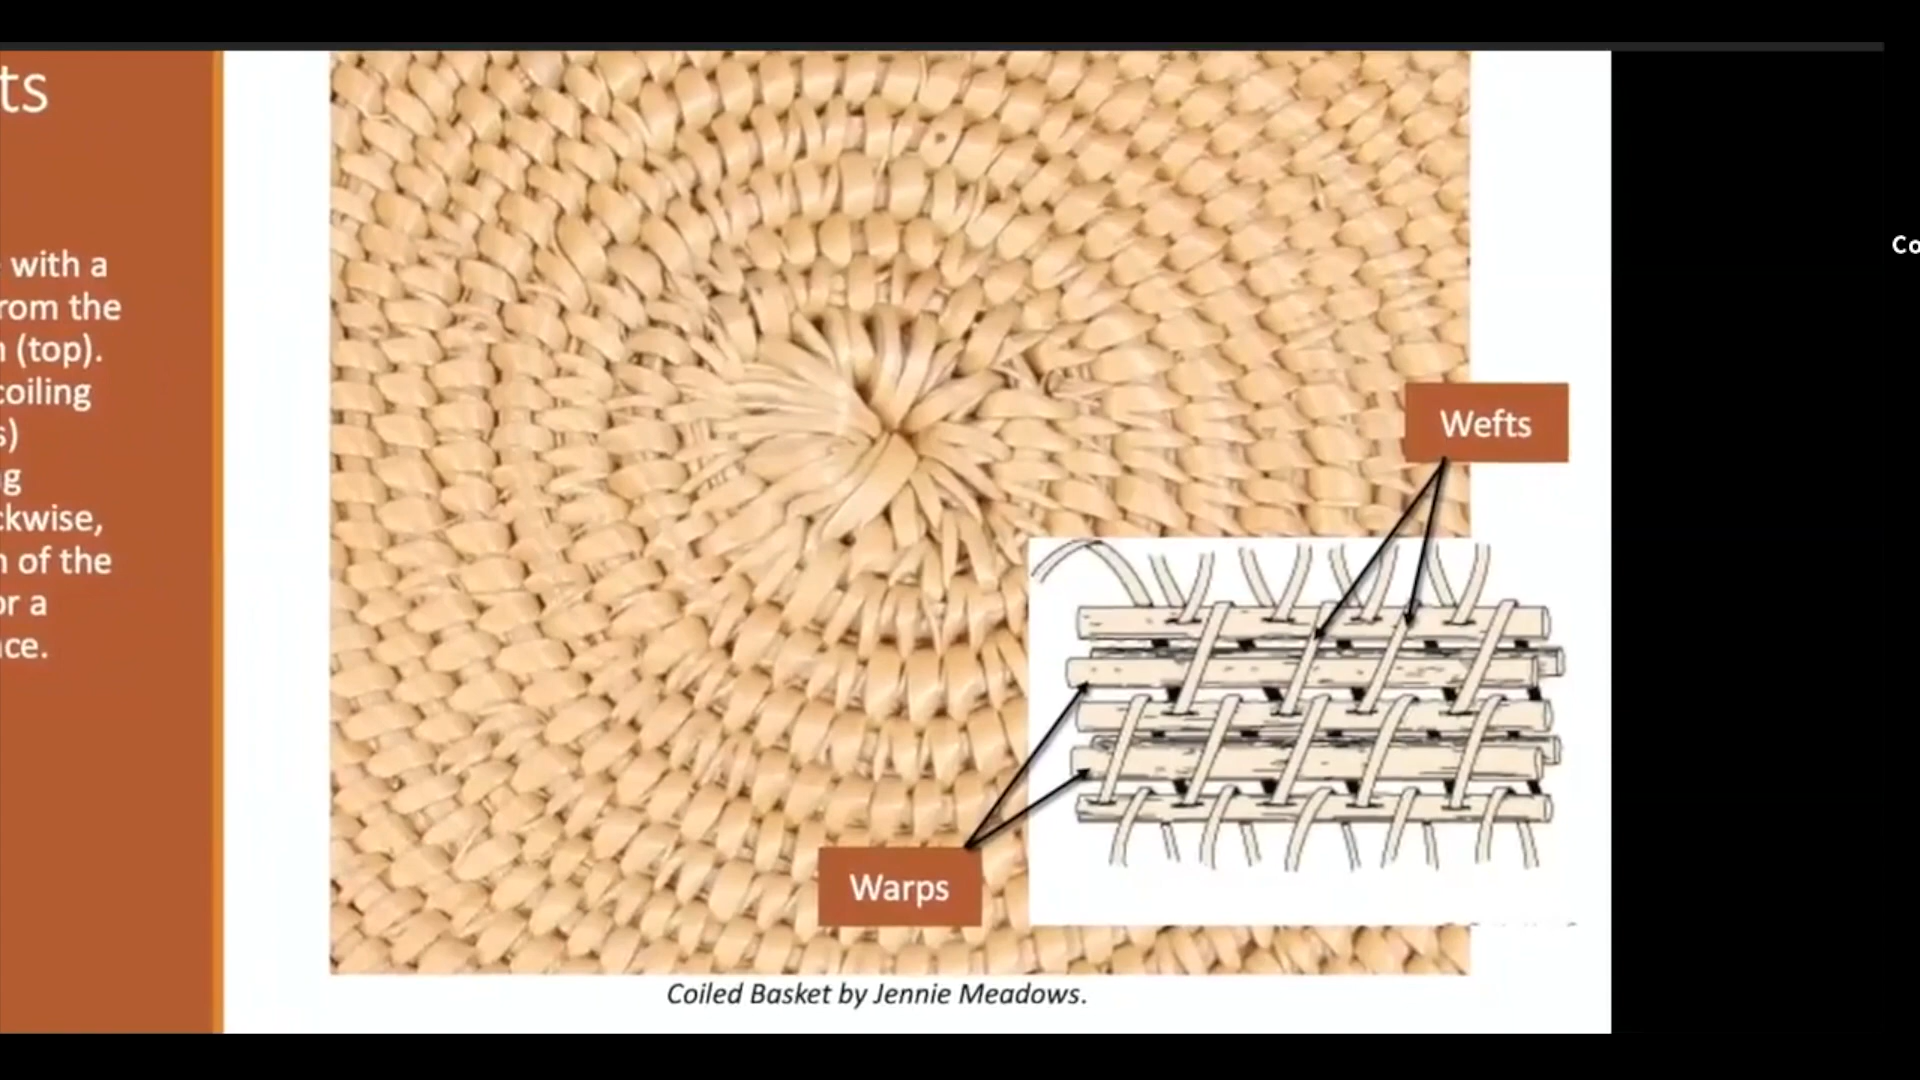 ts
with a
rom the
(top).
coiling
s)
g
ckwise,
n of the
or a
ce.
Wefts
Warps
Coiled Basket by Jennie Meadows.
Co